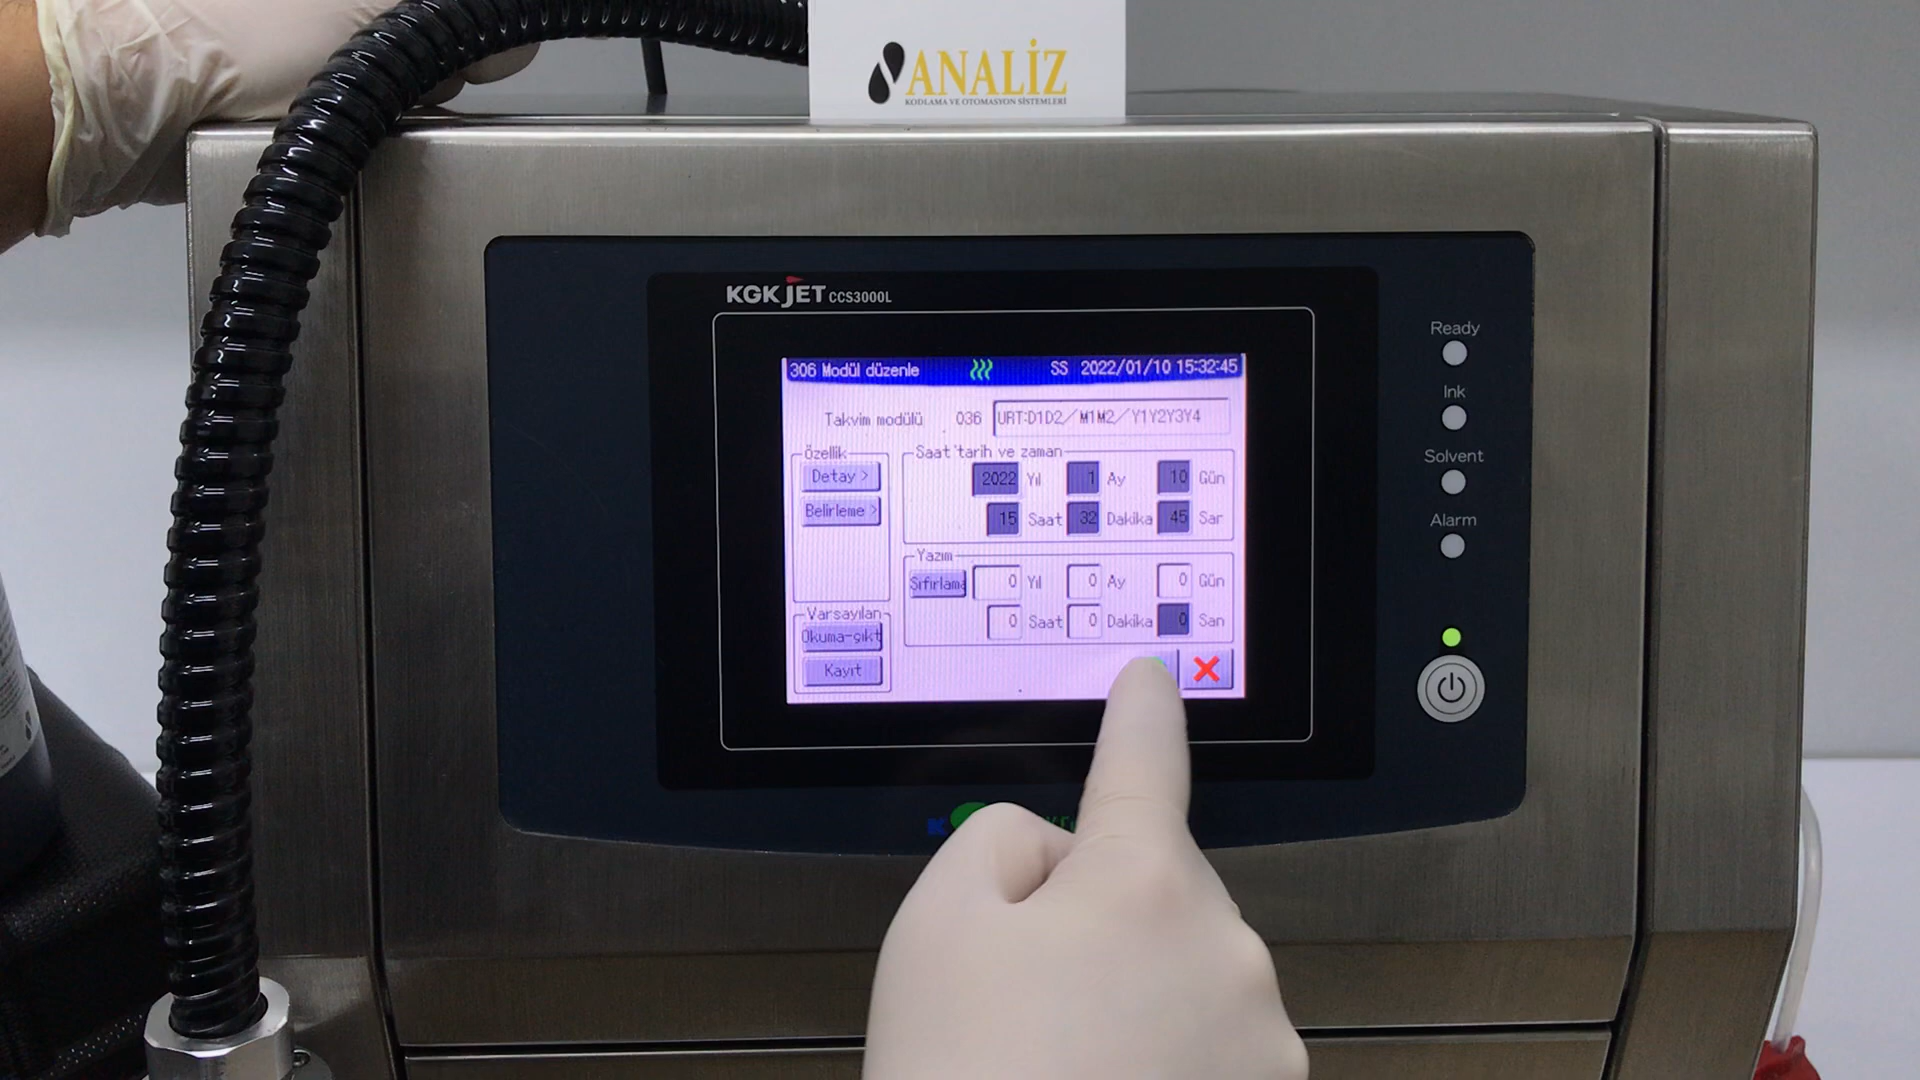 ANALİZ
KODLAMA VE OTOMASYON SİSTEMLERİ
KGK JET CCS3000L
306 Modül düzenle SS 2022/01/10 15:32:45
Takvim modülü 036 URT:D1D2/M1M2/Y1Y2Y3Y4
Özellik
Detay >
Belirleme >
Saat tarih ve zaman
2022 Yıl 1 Ay 10 Gün
15 Saat 32 Dakika 45 San
Yazım
Sıfırlama 0 Yıl 0 Ay 0 Gün
0 Saat 0 Dakika 0 San
Varsayılan
Okuma-çıkt
Kayıt
Ready
Ink
Solvent
Alarm